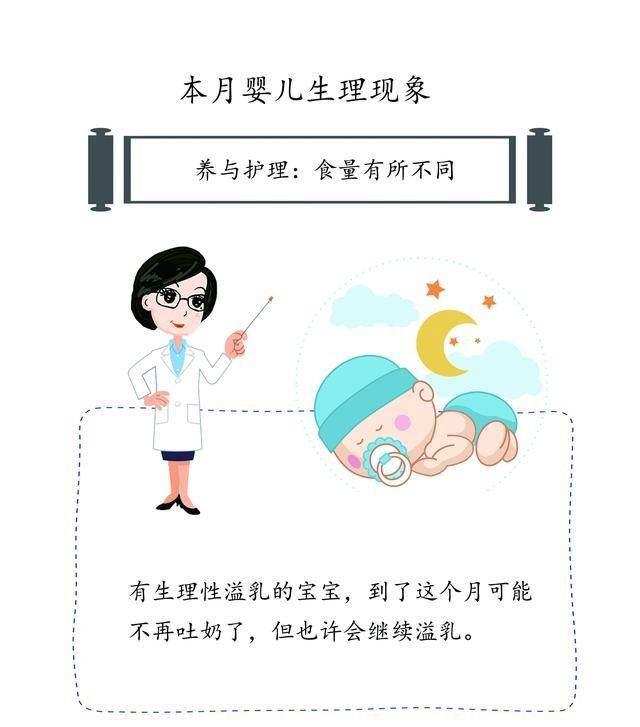 本月婴儿生理现象
养与护理：食量有所不同
有生理性溢乳的宝宝，到了这个月可能
不再吐奶了，但也许会继续溢乳。